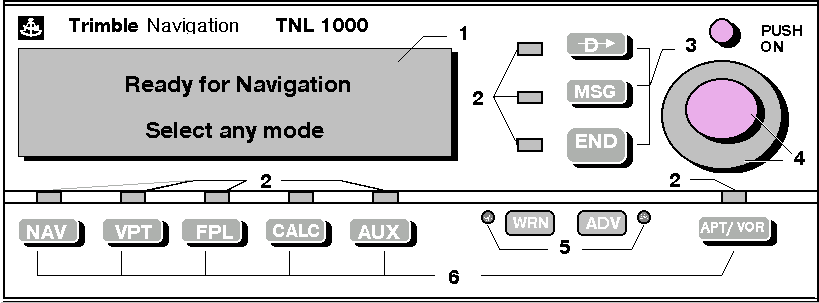 Trimble Navigation TNL 1000
1
PUSH
ON
Ready for Navigation
Select any mode
2
D
MSG
END
3
4
2
2
NAV
VPT
FPL
CALC
AUX
WRN
ADV
APT/ VOR
5
6